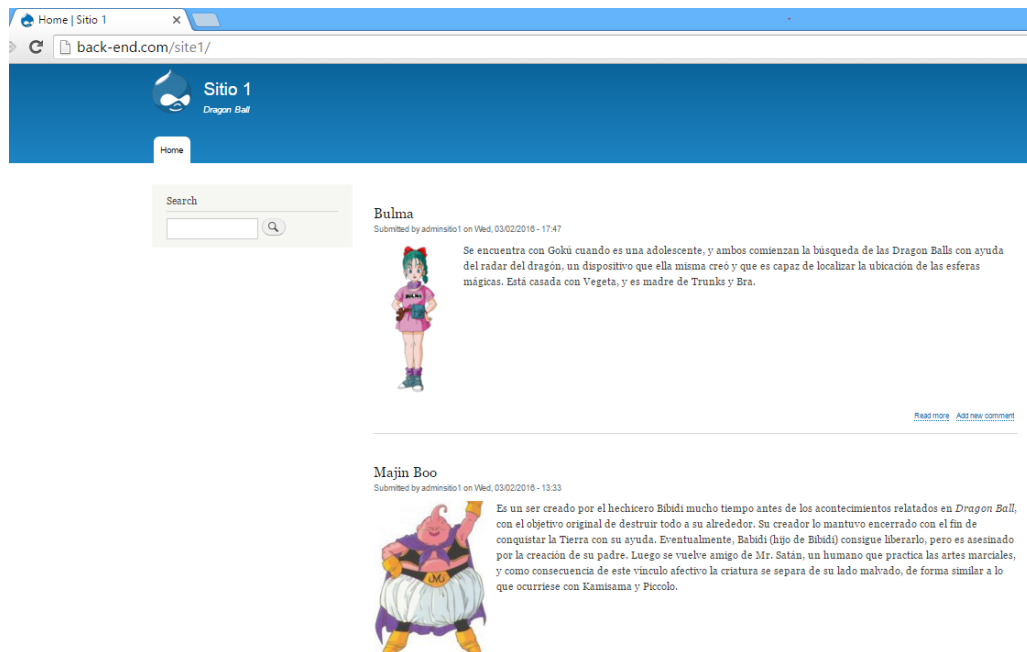 Home | Sitio 1
back-end.com/site1/
Sitio 1
Dragon Ball
Home
Search
Bulma
Submitted by adminsitio1 on Wed, 03/02/2016 - 17:47
Se encuentra con Gokú cuando es una adolescente, y ambos comienzan la búsqueda de las Dragon Balls con ayuda
del radar del dragón, un dispositivo que ella misma creó y que es capaz de localizar la ubicación de las esferas
mágicas. Está casada con Vegeta, y es madre de Trunks y Bra.
BULMA
Read more Add new comment
Majin Boo
Submitted by adminsitio1 on Wed, 03/02/2016 - 13:33
Es un ser creado por el hechicero Bibidi mucho tiempo antes de los acontecimientos relatados en Dragon Ball,
con el objetivo original de destruir todo a su alrededor. Su creador lo mantuvo encerrado con el fin de
conquistar la Tierra con su ayuda. Eventualmente, Babidi (hijo de Bibidi) consigue liberarlo, pero es asesinado
por la creación de su padre. Luego se vuelve amigo de Mr. Satán, un humano que practica las artes marciales,
y como consecuencia de este vínculo afectivo la criatura se separa de su lado malvado, de forma similar a lo
que ocurriese con Kamisama y Piccolo.